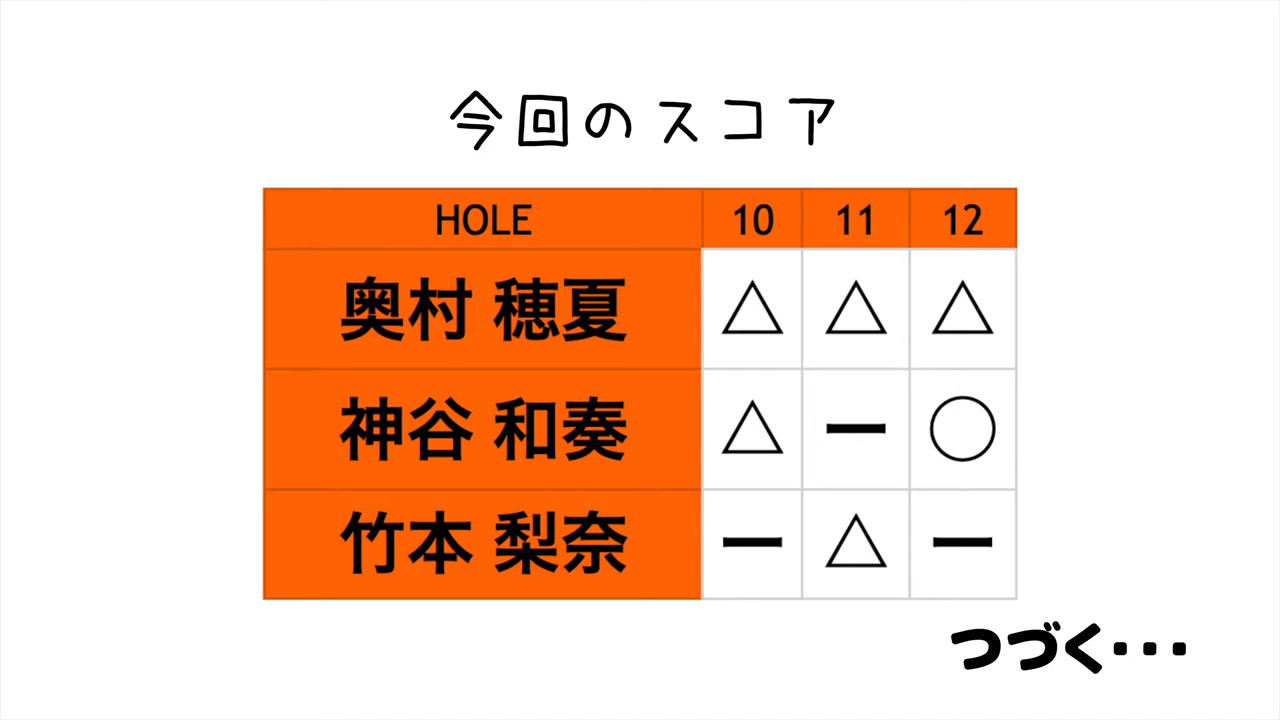 今回のスコア
HOLE 10 11 12
奥村 穂夏 △ △ △
神谷 和奏 △ ー ○
竹本 梨奈 ー △ ー
つづく・・・